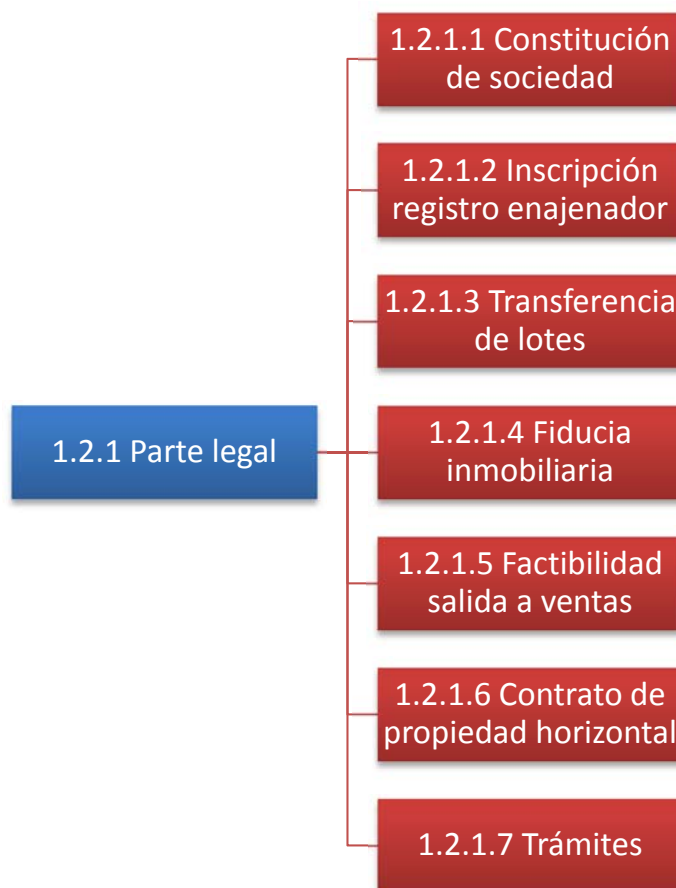 1.2.1.1 Constitución
de sociedad
1.2.1.2 Inscripción
registro enajenador
1.2.1.3 Transferencia
de lotes
1.2.1 Parte legal
1.2.1.4 Fiducia
inmobiliaria
1.2.1.5 Factibilidad
salida a ventas
1.2.1.6 Contrato de
propiedad horizontal
1.2.1.7 Trámites